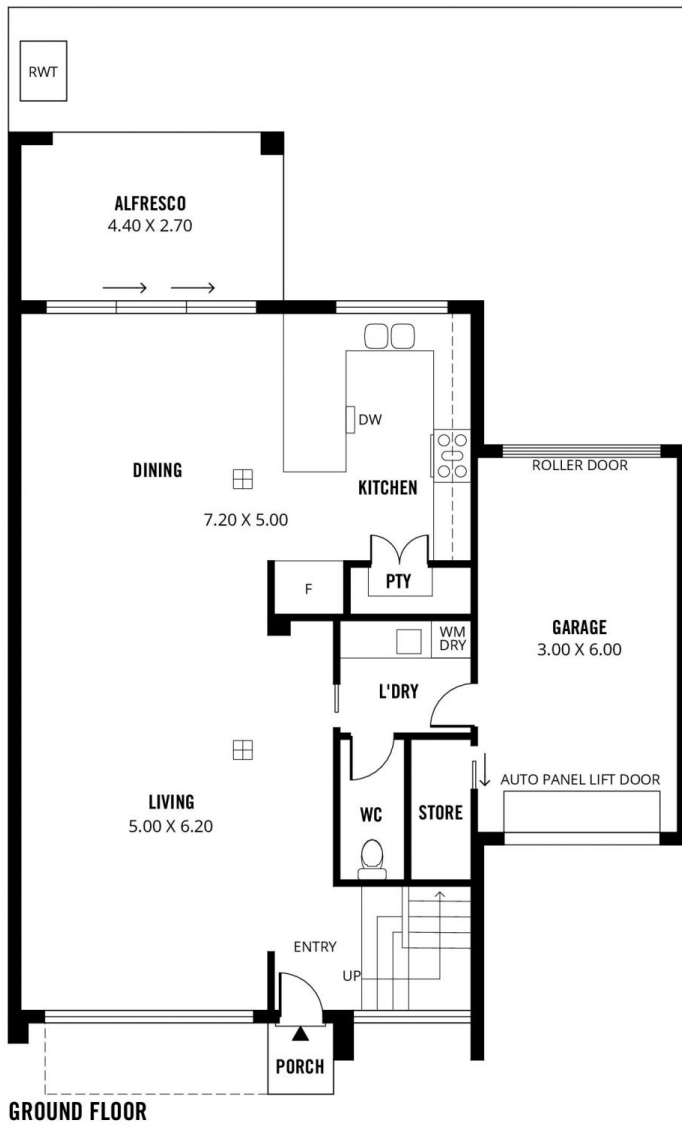 RWT
ALFRESCO
4.40 X 2.70
DW
DINING
KITCHEN
7.20 X 5.00
ROLLER DOOR
F
PTY
WM
DRY
GARAGE
3.00 X 6.00
L'DRY
AUTO PANEL LIFT DOOR
LIVING
5.00 X 6.20
WC
STORE
ENTRY
UP
PORCH
GROUND FLOOR